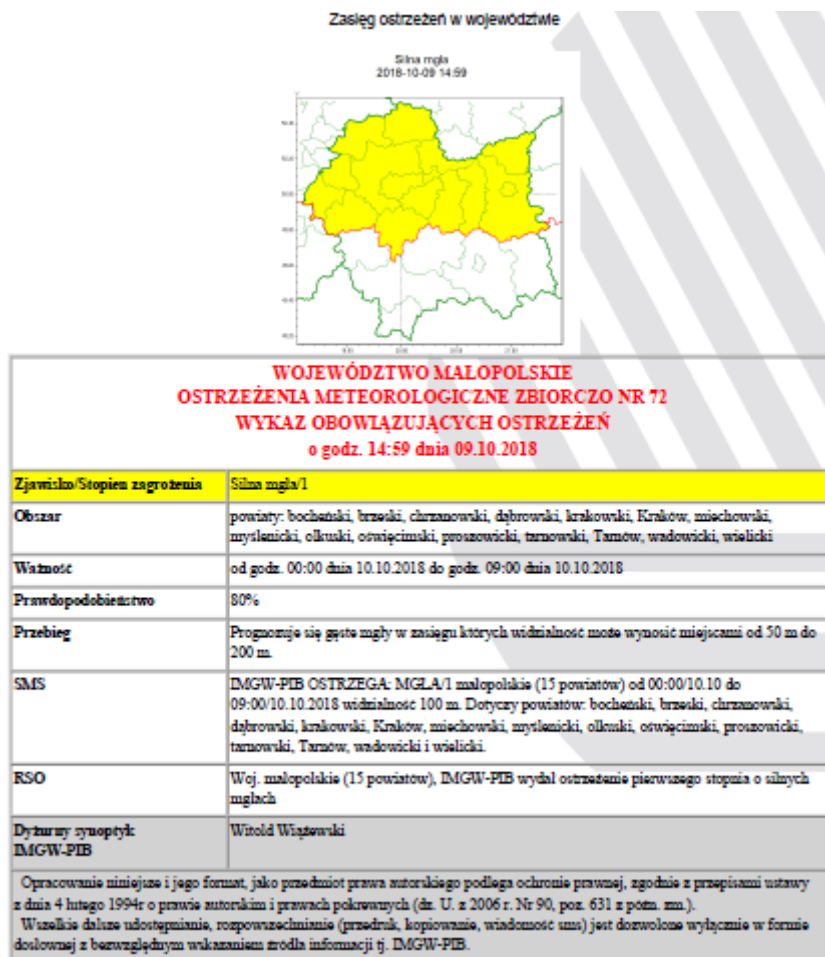 Zasięg ostrzeżeń w województwie
Silna mgła
2018-10-09 14:59
WOJEWÓDZTWO MAŁOPOLSKIE
OSTRZEŻENIA METEOROLOGICZNE ZBIORCZO NR 72
WYKAZ OBOWIĄZUJĄCYCH OSTRZEŻEŃ
o godz. 14:59 dnia 09.10.2018
Zjawisko/Stopien zagrożenia Silna mgła/1
Obszar powiaty: bocheński, brzeski, chrzanowski, dąbrowski, krakowski, Kraków, miechowski,
myślenicki, olkuski, oświęcimski, proszowicki, tarnowski, Tarnów, wadowicki, wielicki
Ważność od godz. 00:00 dnia 10.10.2018 do godz. 09:00 dnia 10.10.2018
Prawdopodobieństwo 80%
Przebieg Prognozuje się gęste mgły w zasięgu których widzialność może wynosić miejscami od 50 m do
200 m.
SMS IMGW-PIB OSTRZEGA: MGŁA/1 małopolskie (15 powiatów) od 00:00/10.10 do
09:00/10.10.2018 widzialność 100 m. Dotyczy powiatów: bocheński, brzeski, chrzanowski,
dąbrowski, krakowski, Kraków, miechowski, myślenicki, olkuski, oświęcimski, proszowicki,
tarnowski, Tarnów, wadowicki i wielicki.
RSO Woj. małopolskie (15 powiatów), IMGW-PIB wydał ostrzeżenie pierwszego stopnia o silnych
mgłach
Dyżurny synoptyk Witold Wiążewski
IMGW-PIB
Opracowanie niniejsze i jego format, jako przedmiot prawa autorskiego podlega ochronie prawnej, zgodnie z przepisami ustawy
z dnia 4 lutego 1994r o prawie autorskim i prawach pokrewnych (dz. U. z 2006 r. Nr 90, poz. 631 z późn. zm.).
Wszelkie dalsze udostępnianie, rozpowszechnianie (przedruk, kopiowanie, wiadomość sms) jest dozwolone wyłącznie w formie
dosłownej z bezwzględnym wskazaniem źródła informacji tj. IMGW-PIB.